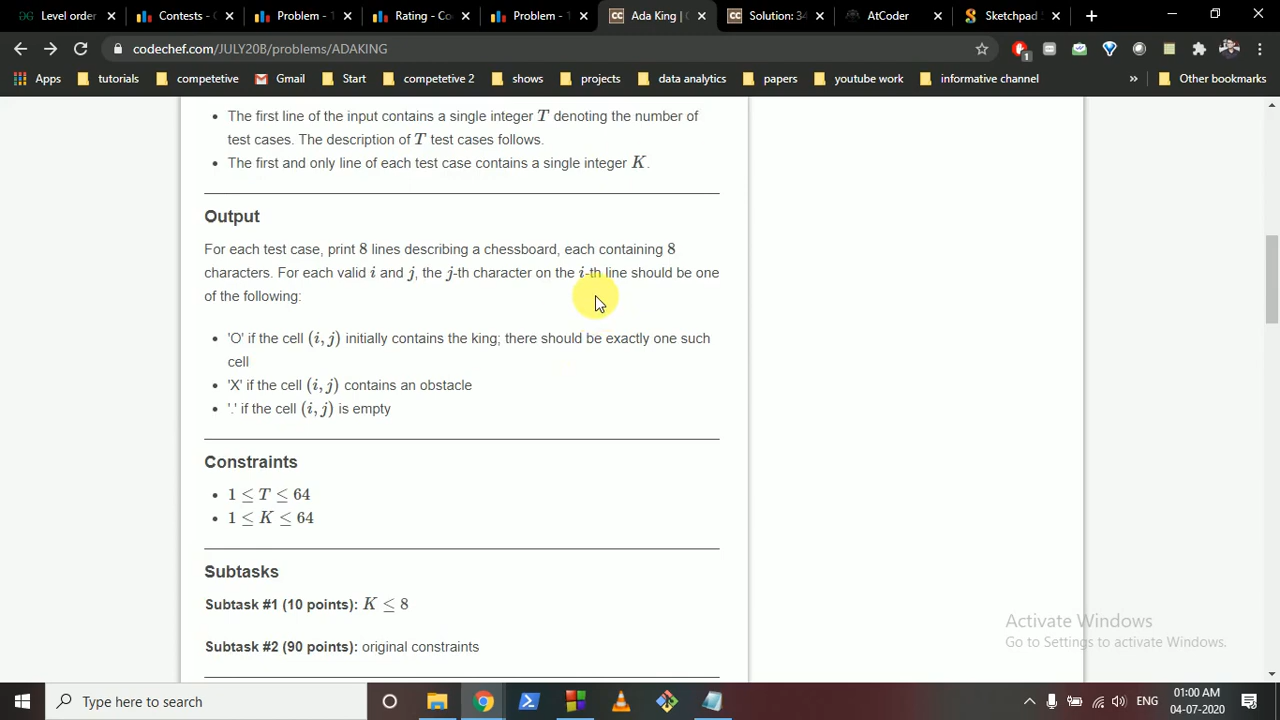 Level order
Contests - C
Problem - 1
Rating - Co
Problem - 1
Ada King |
CC
Solution: 34
AtCoder
Sketchpad
codechef.com/JULY20B/problems/ADAKING
Apps tutorials competetive Gmail Start competetive 2 shows projects data analytics papers youtube work informative channel » Other bookmarks
• The first line of the input contains a single integer T denoting the number of
test cases. The description of T test cases follows.
• The first and only line of each test case contains a single integer K.
Output
For each test case, print 8 lines describing a chessboard, each containing 8
characters. For each valid i and j, the j-th character on the i-th line should be one
of the following:
• 'O' if the cell (i, j) initially contains the king; there should be exactly one such
cell
• 'X' if the cell (i, j) contains an obstacle
• '.' if the cell (i, j) is empty
Constraints
• 1 ≤ T ≤ 64
• 1 ≤ K ≤ 64
Subtasks
Subtask #1 (10 points): K ≤ 8
Activate Windows
Go to Settings to activate Windows.
Subtask #2 (90 points): original constraints
Type here to search
ENG
01:00 AM
04-07-2020